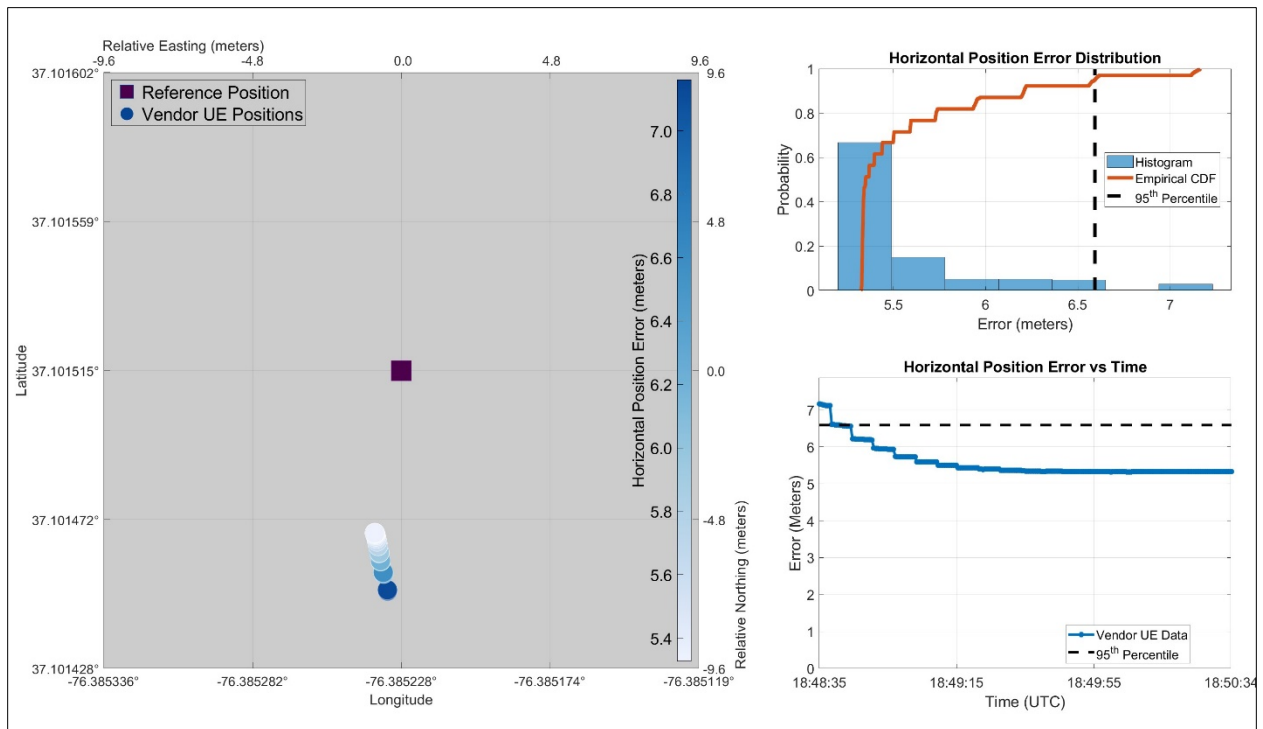 Relative Easting (meters)
-9.6 -4.8 0.0 4.8 9.6
37.101602° 9.6
Reference Position
Vendor UE Positions
7.0
6.8
37.101559° 4.8
6.6
6.4
Horizontal Position Error (meters)
Latitude
37.101515° 0.0
6.2
6.0
5.8
37.101472° -4.8
5.6
5.4
Relative Northing (meters)
37.101428° -9.6
-76.385336° -76.385282° -76.385228° -76.385174° -76.385119°
Longitude
Horizontal Position Error Distribution
1
0.8
0.6
0.4
0.2
0
Probability
Histogram
Empirical CDF
95th Percentile
5.5 6 6.5 7
Error (meters)
Horizontal Position Error vs Time
7
6
5
4
3
2
1
0
Error (Meters)
Vendor UE Data
95th Percentile
18:48:35 18:49:15 18:49:55 18:50:34
Time (UTC)